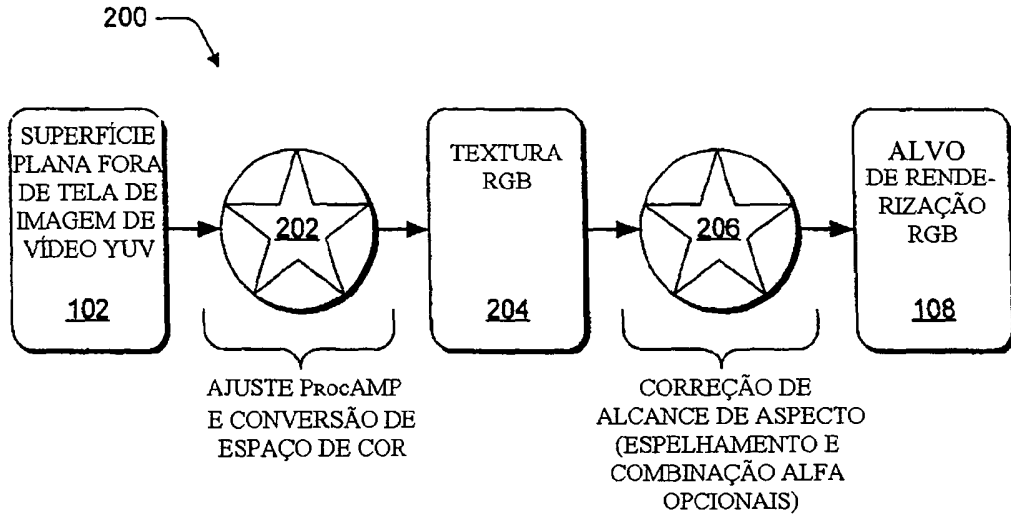 200
SUPERFÍCIE
PLANA FORA
DE TELA DE
IMAGEM DE
VÍDEO YUV
102
202
TEXTURA
RGB
204
206
ALVO
DE RENDE-
RIZAÇÃO
RGB
108
AJUSTE PROCAMP
E CONVERSÃO DE
ESPAÇO DE COR
CORREÇÃO DE
ALCANCE DE ASPECTO
(ESPELHAMENTO E
COMBINAÇÃO ALFA
OPCIONAIS)